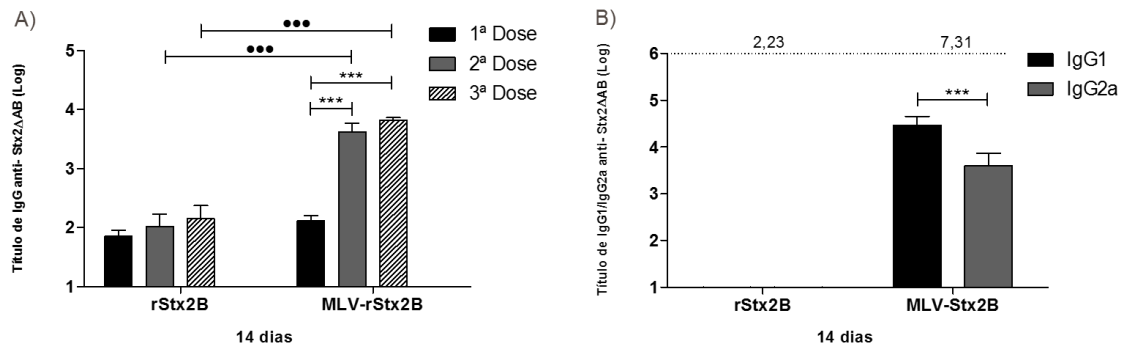 A)
Título de IgG anti- Stx2ΔAB (Log)
5
4
3
2
1
●●●
●●●
***
***
1ª Dose
2ª Dose
3ª Dose
rStx2B
MLV-rStx2B
14 dias
B)
Título de IgG1/IgG2a anti- Stx2ΔAB (Log)
6
5
4
3
2
1
2,23
7,31
***
IgG1
IgG2a
rStx2B
MLV-Stx2B
14 dias